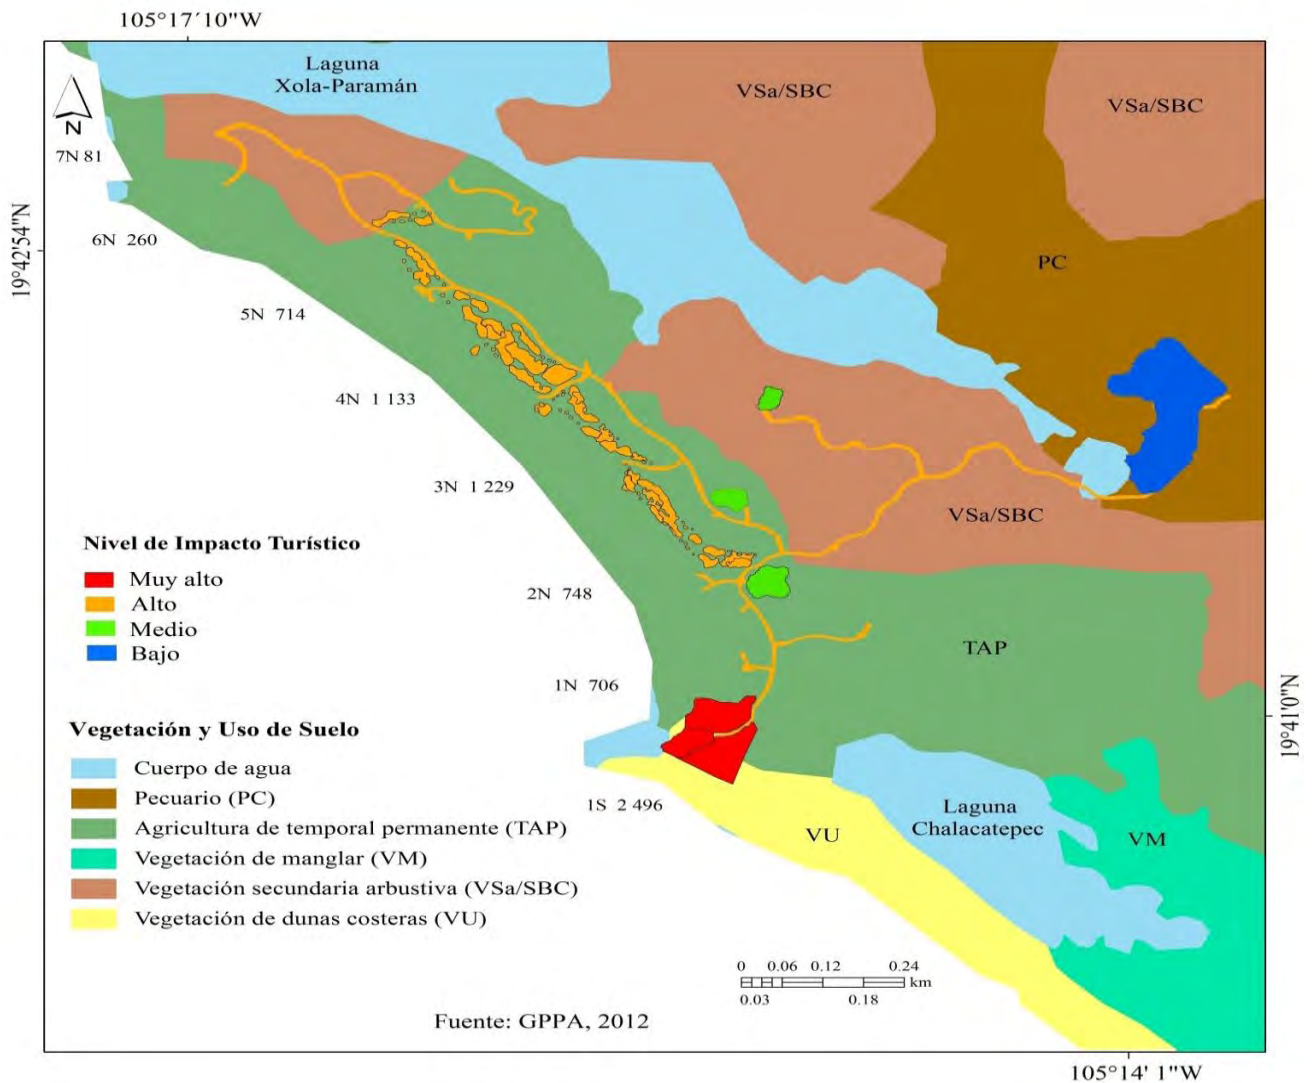 105°17´10"W
Laguna
Xola-Paramán
VSa/SBC
VSa/SBC
N
7N 81
19°42'54"N
6N 260
PC
5N 714
4N 1 133
3N 1 229
VSa/SBC
Nivel de Impacto Turístico
Muy alto
Alto
Medio
Bajo
2N 748
TAP
1N 706
19°41'0"N
Vegetación y Uso de Suelo
Cuerpo de agua
Pecuario (PC)
Agricultura de temporal permanente (TAP)
Vegetación de manglar (VM)
Vegetación secundaria arbustiva (VSa/SBC)
Vegetación de dunas costeras (VU)
1S 2 496
VU
Laguna
Chalacatepec
VM
0 0.06 0.12 0.24
km
0.03 0.18
Fuente: GPPA, 2012
105°14' 1"W